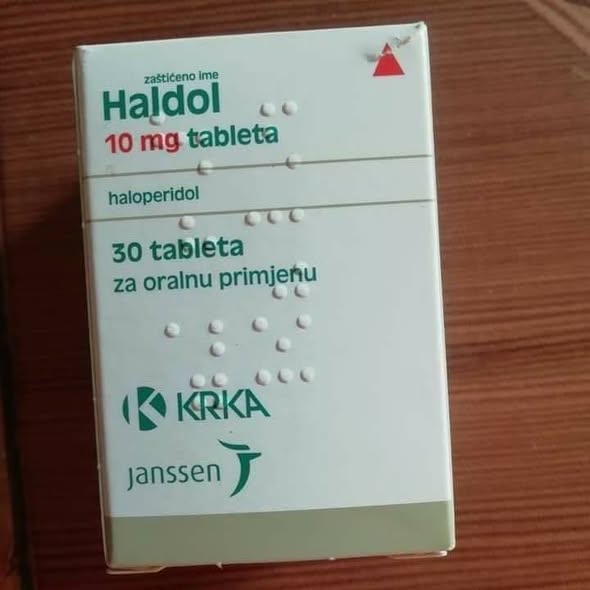 zaštićeno ime
Haldol
10 mg tableta
haloperidol
30 tableta
za oralnu primjenu
KRKA
janssen